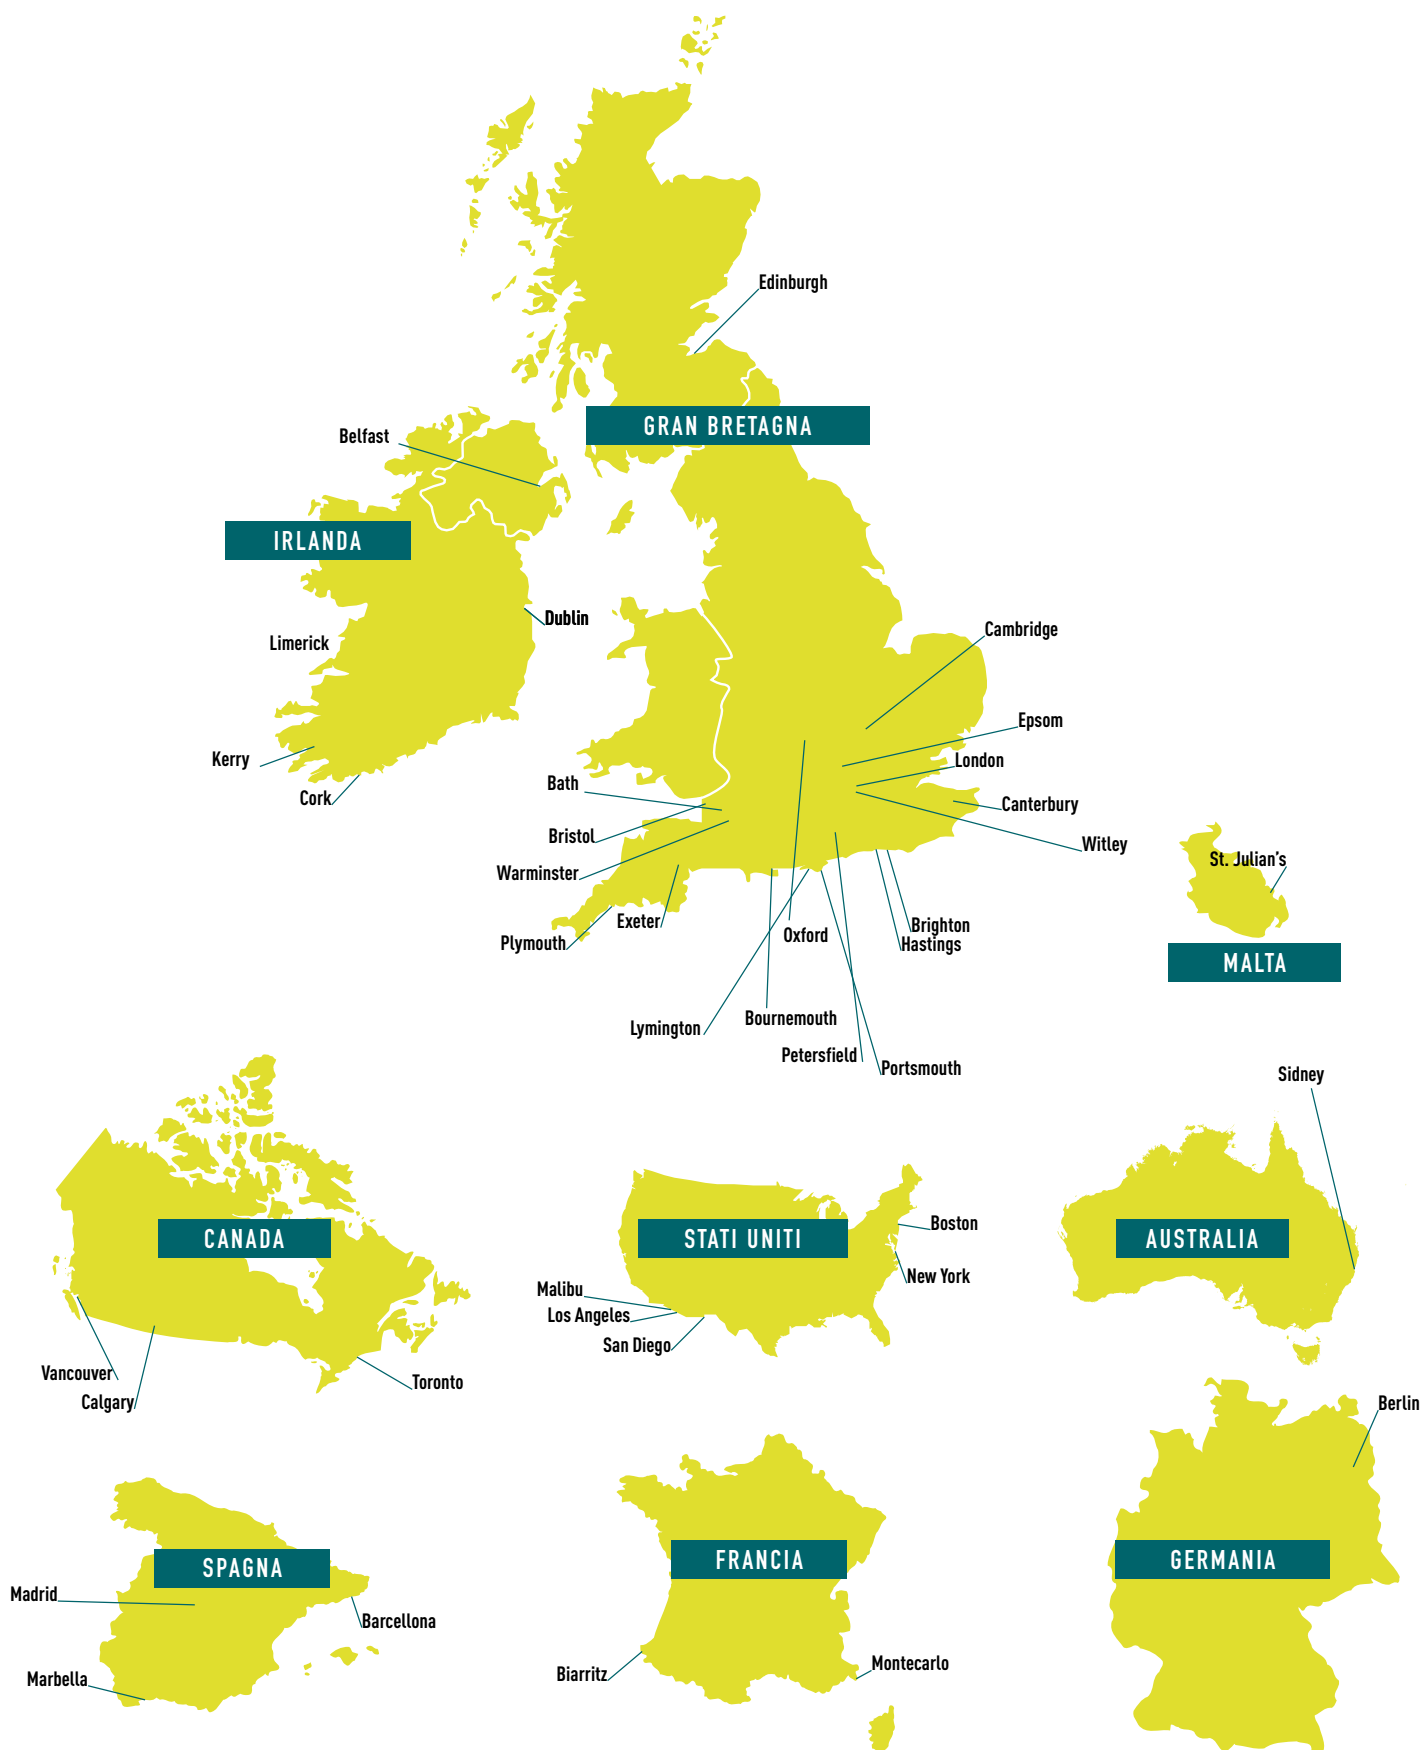 Edinburgh
GRAN BRETAGNA
Belfast
IRLANDA
Dublin
Cambridge
Limerick
Epsom
Kerry
London
Bath
Cork
Canterbury
Bristol
Witley
St. Julian's
Warminster
Exeter
Brighton
Plymouth
Oxford
Hastings
MALTA
Bournemouth
Lymington
Petersfield
Portsmouth
Sidney
Boston
CANADA
STATI UNITI
AUSTRALIA
New York
Malibu
Los Angeles
San Diego
Vancouver
Toronto
Calgary
Berlin
FRANCIA
GERMANIA
SPAGNA
Madrid
Barcellona
Montecarlo
Biarritz
Marbella